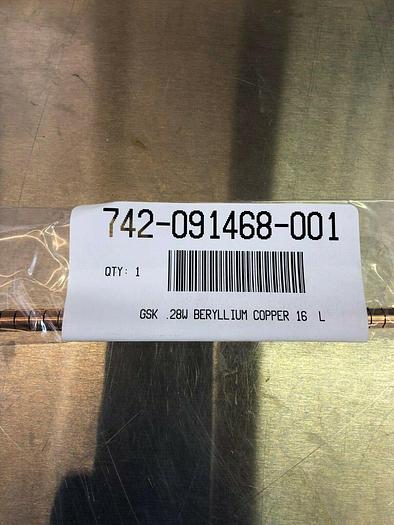 742-091468-001
QTY: 1
GSK .28W BERYLLIUM COPPER 16 L